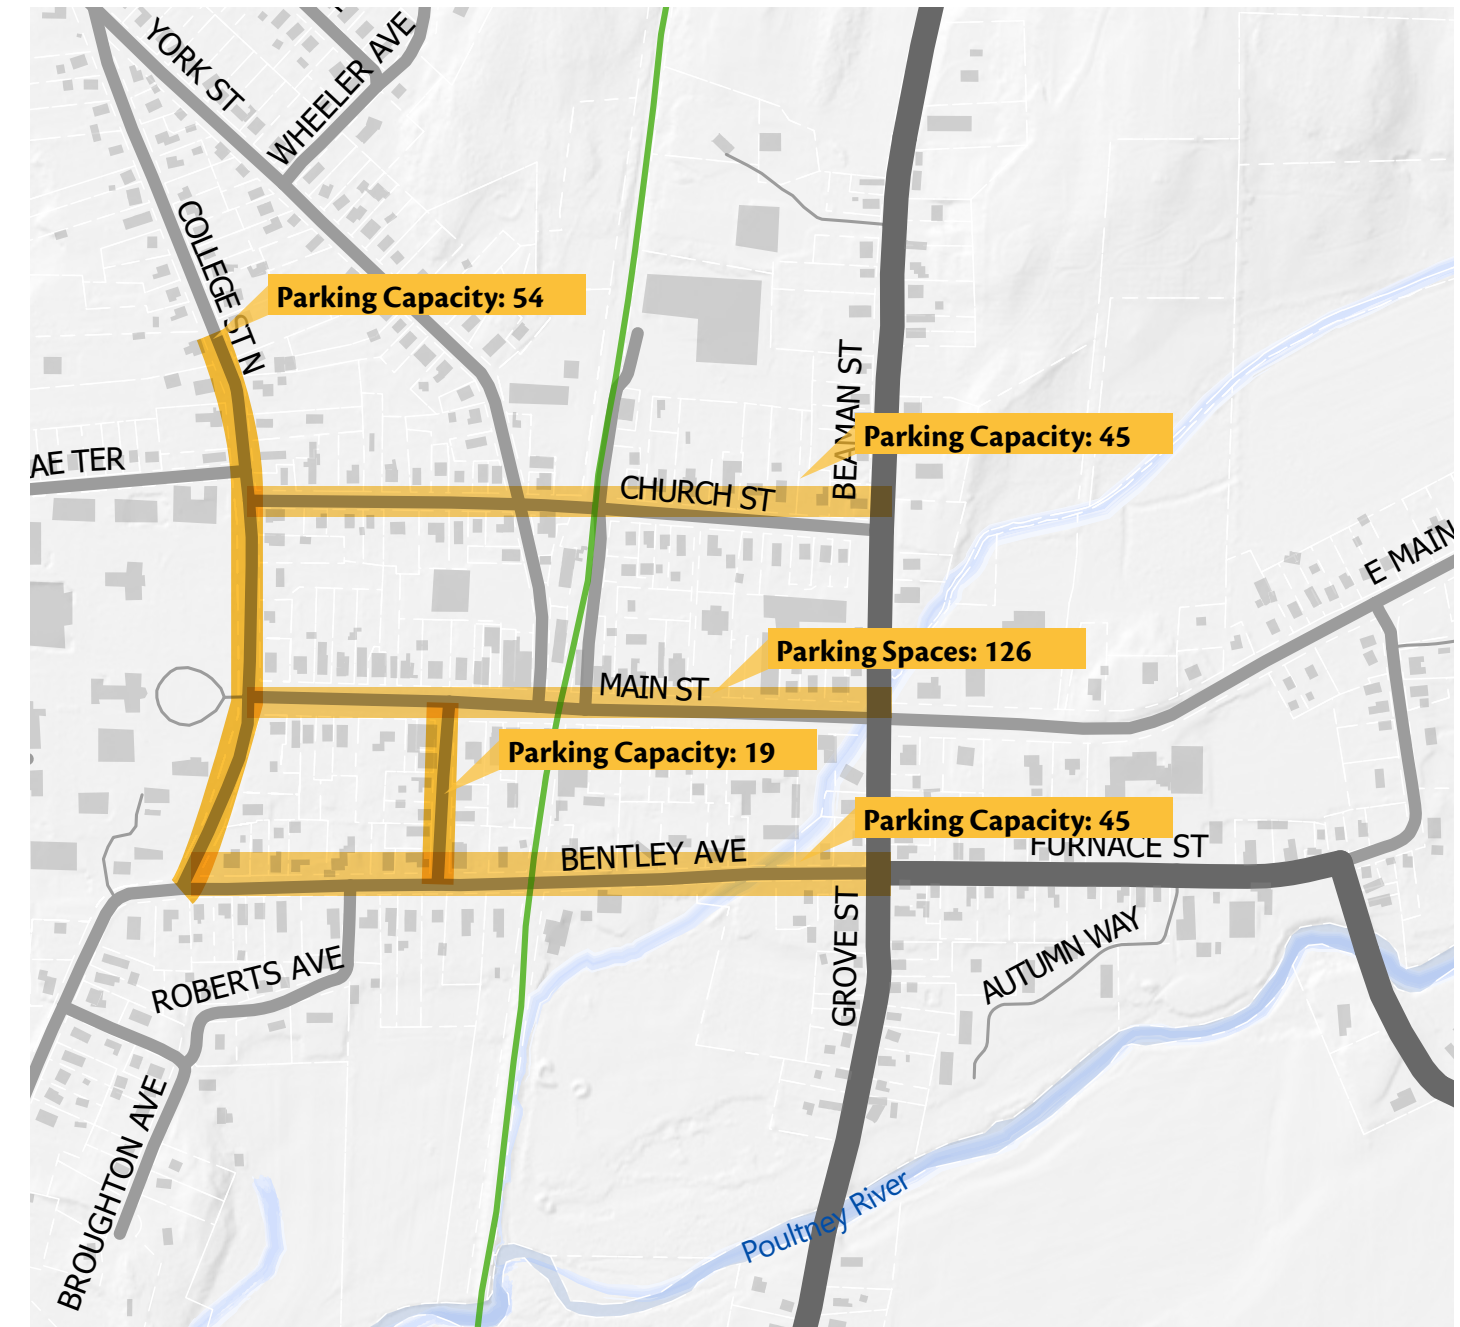 YORK ST
WHEELER AVE
COLLEGE ST N
Parking Capacity: 54
BEAMAN ST
Parking Capacity: 45
AE TER
CHURCH ST
E MAIN
Parking Spaces: 126
MAIN ST
Parking Capacity: 19
Parking Capacity: 45
BENTLEY AVE
FURNACE ST
GROVE ST
AUTUMN WAY
ROBERTS AVE
BROUGHTON AVE
Poultney River